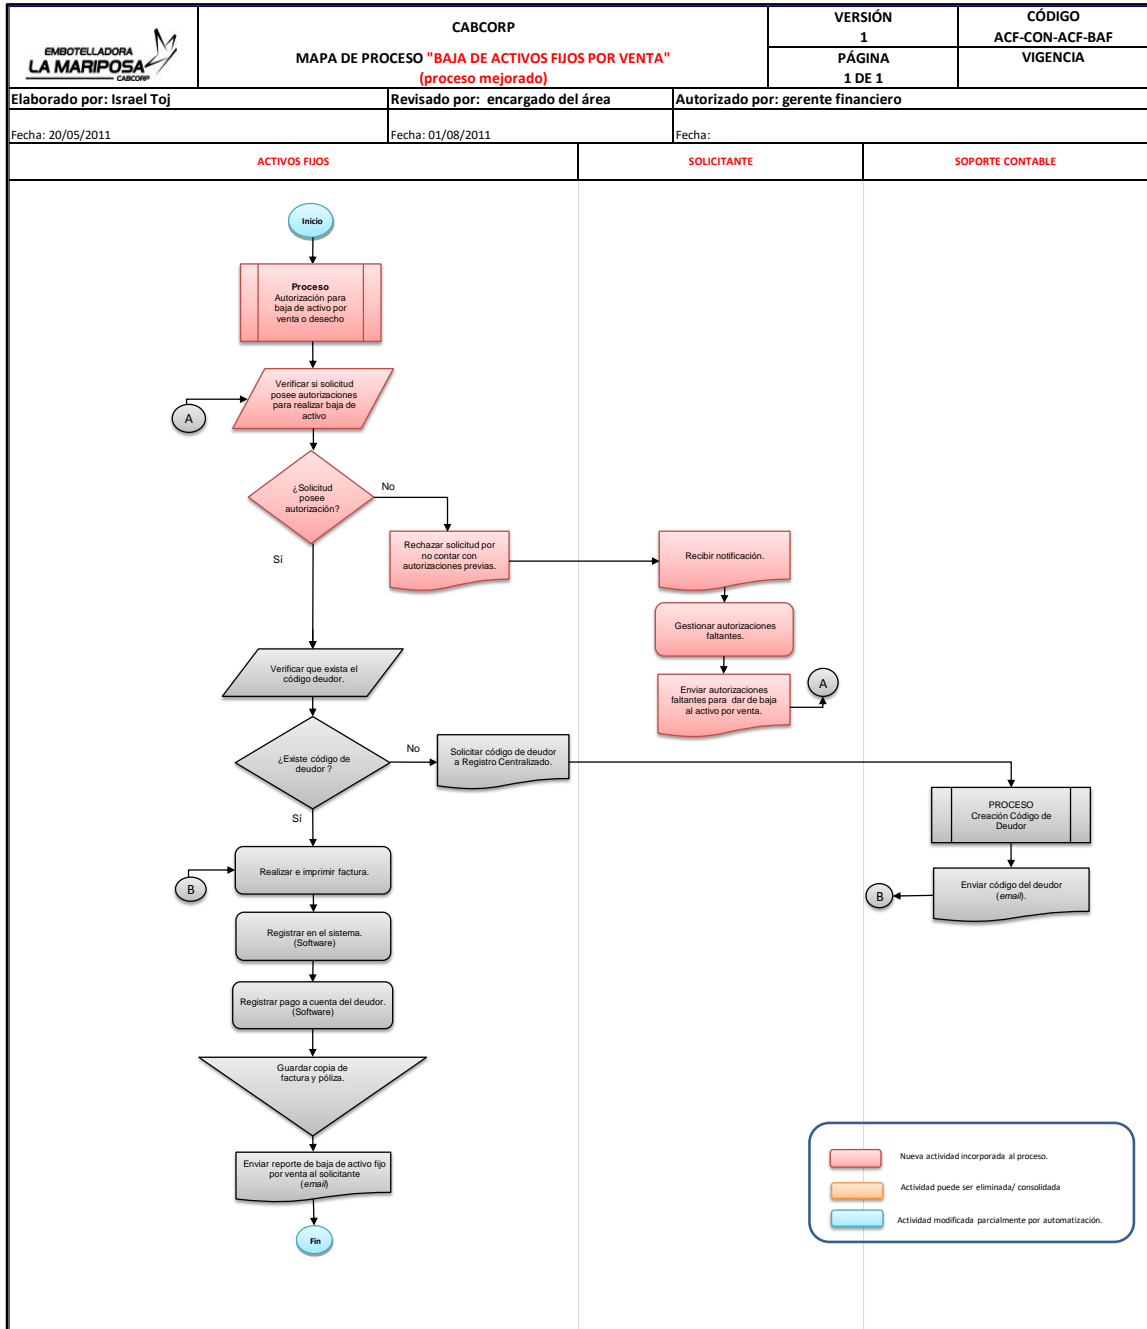 EMBOTELLADORA
LA MARIPOSA
CABCORP
CABCORP
MAPA DE PROCESO "BAJA DE ACTIVOS FIJOS POR VENTA"
(proceso mejorado)
VERSIÓN
1
CÓDIGO
ACF-CON-ACF-BAF
PÁGINA
1 DE 1
VIGENCIA
Elaborado por: Israel Toj
Revisado por: encargado del área
Autorizado por: gerente financiero
Fecha: 20/05/2011
Fecha: 01/08/2011
Fecha:
ACTIVOS FIJOS
SOLICITANTE
SOPORTE CONTABLE
Inicio
Proceso
Autorización para
baja de activo por
venta o desecho
Verificar si solicitud
posee autorizaciones
para realizar baja de
activo
A
¿Solicitud
posee
autorización?
No
Sí
Rechazar solicitud por
no contar con
autorizaciones previas.
Recibir notificación.
Gestionar autorizaciones
faltantes.
Enviar autorizaciones
faltantes para dar de baja
al activo por venta.
A
Verificar que exista el
código deudor.
¿Existe código de
deudor ?
No
Sí
Solicitar código de deudor
a Registro Centralizado.
PROCESO
Creación Código de
Deudor
Enviar código del deudor
(email).
B
Realizar e imprimir factura.
B
Registrar en el sistema.
(Software)
Registrar pago a cuenta del deudor.
(Software)
Guardar copia de
factura y póliza.
Enviar reporte de baja de activo fijo
por venta al solicitante
(email)
Fin
Nueva actividad incorporada al proceso.
Actividad puede ser eliminada/ consolidada
Actividad modificada parcialmente por automatización.